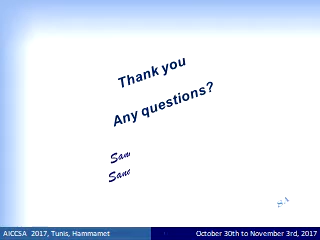 Thank you
Any questions?
AICCSA 2017, Tunis, Hammamet
October 30th to November 3rd, 2017